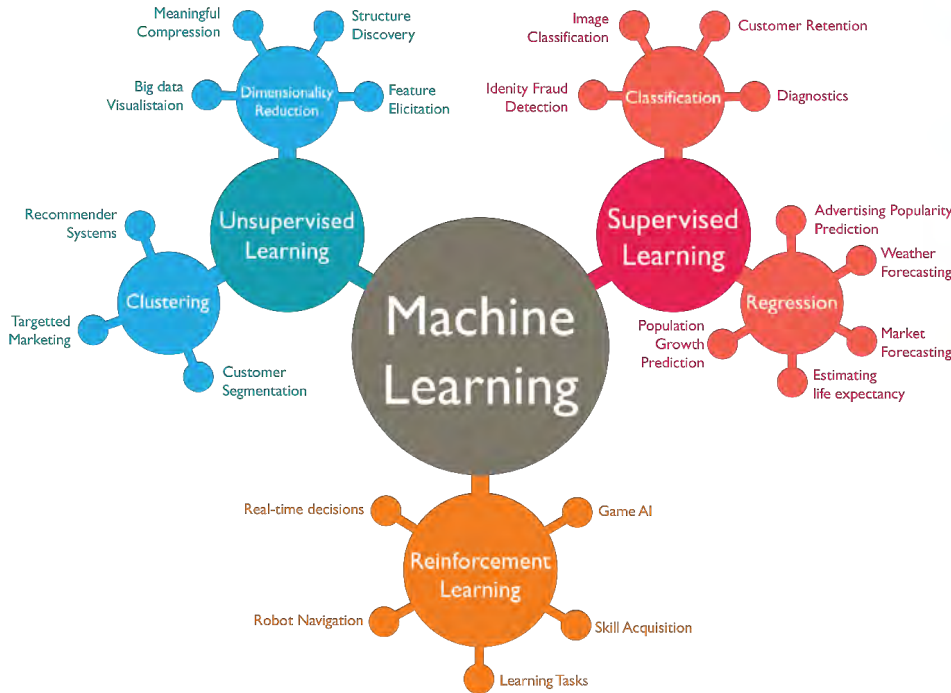 Meaningful
Compression
Structure
Discovery
Big data
Visualistaion
Dimensionality
Reduction
Feature
Elicitation
Image
Classification
Customer Retention
Idenity Fraud
Detection
Classification
Diagnostics
Unsupervised
Learning
Recommender
Systems
Clustering
Targetted
Marketing
Customer
Segmentation
Supervised
Learning
Advertising Popularity
Prediction
Weather
Forecasting
Regression
Population
Growth
Prediction
Market
Forecasting
Estimating
life expectancy
Machine
Learning
Real-time decisions
Game AI
Reinforcement
Learning
Robot Navigation
Skill Acquisition
Learning Tasks